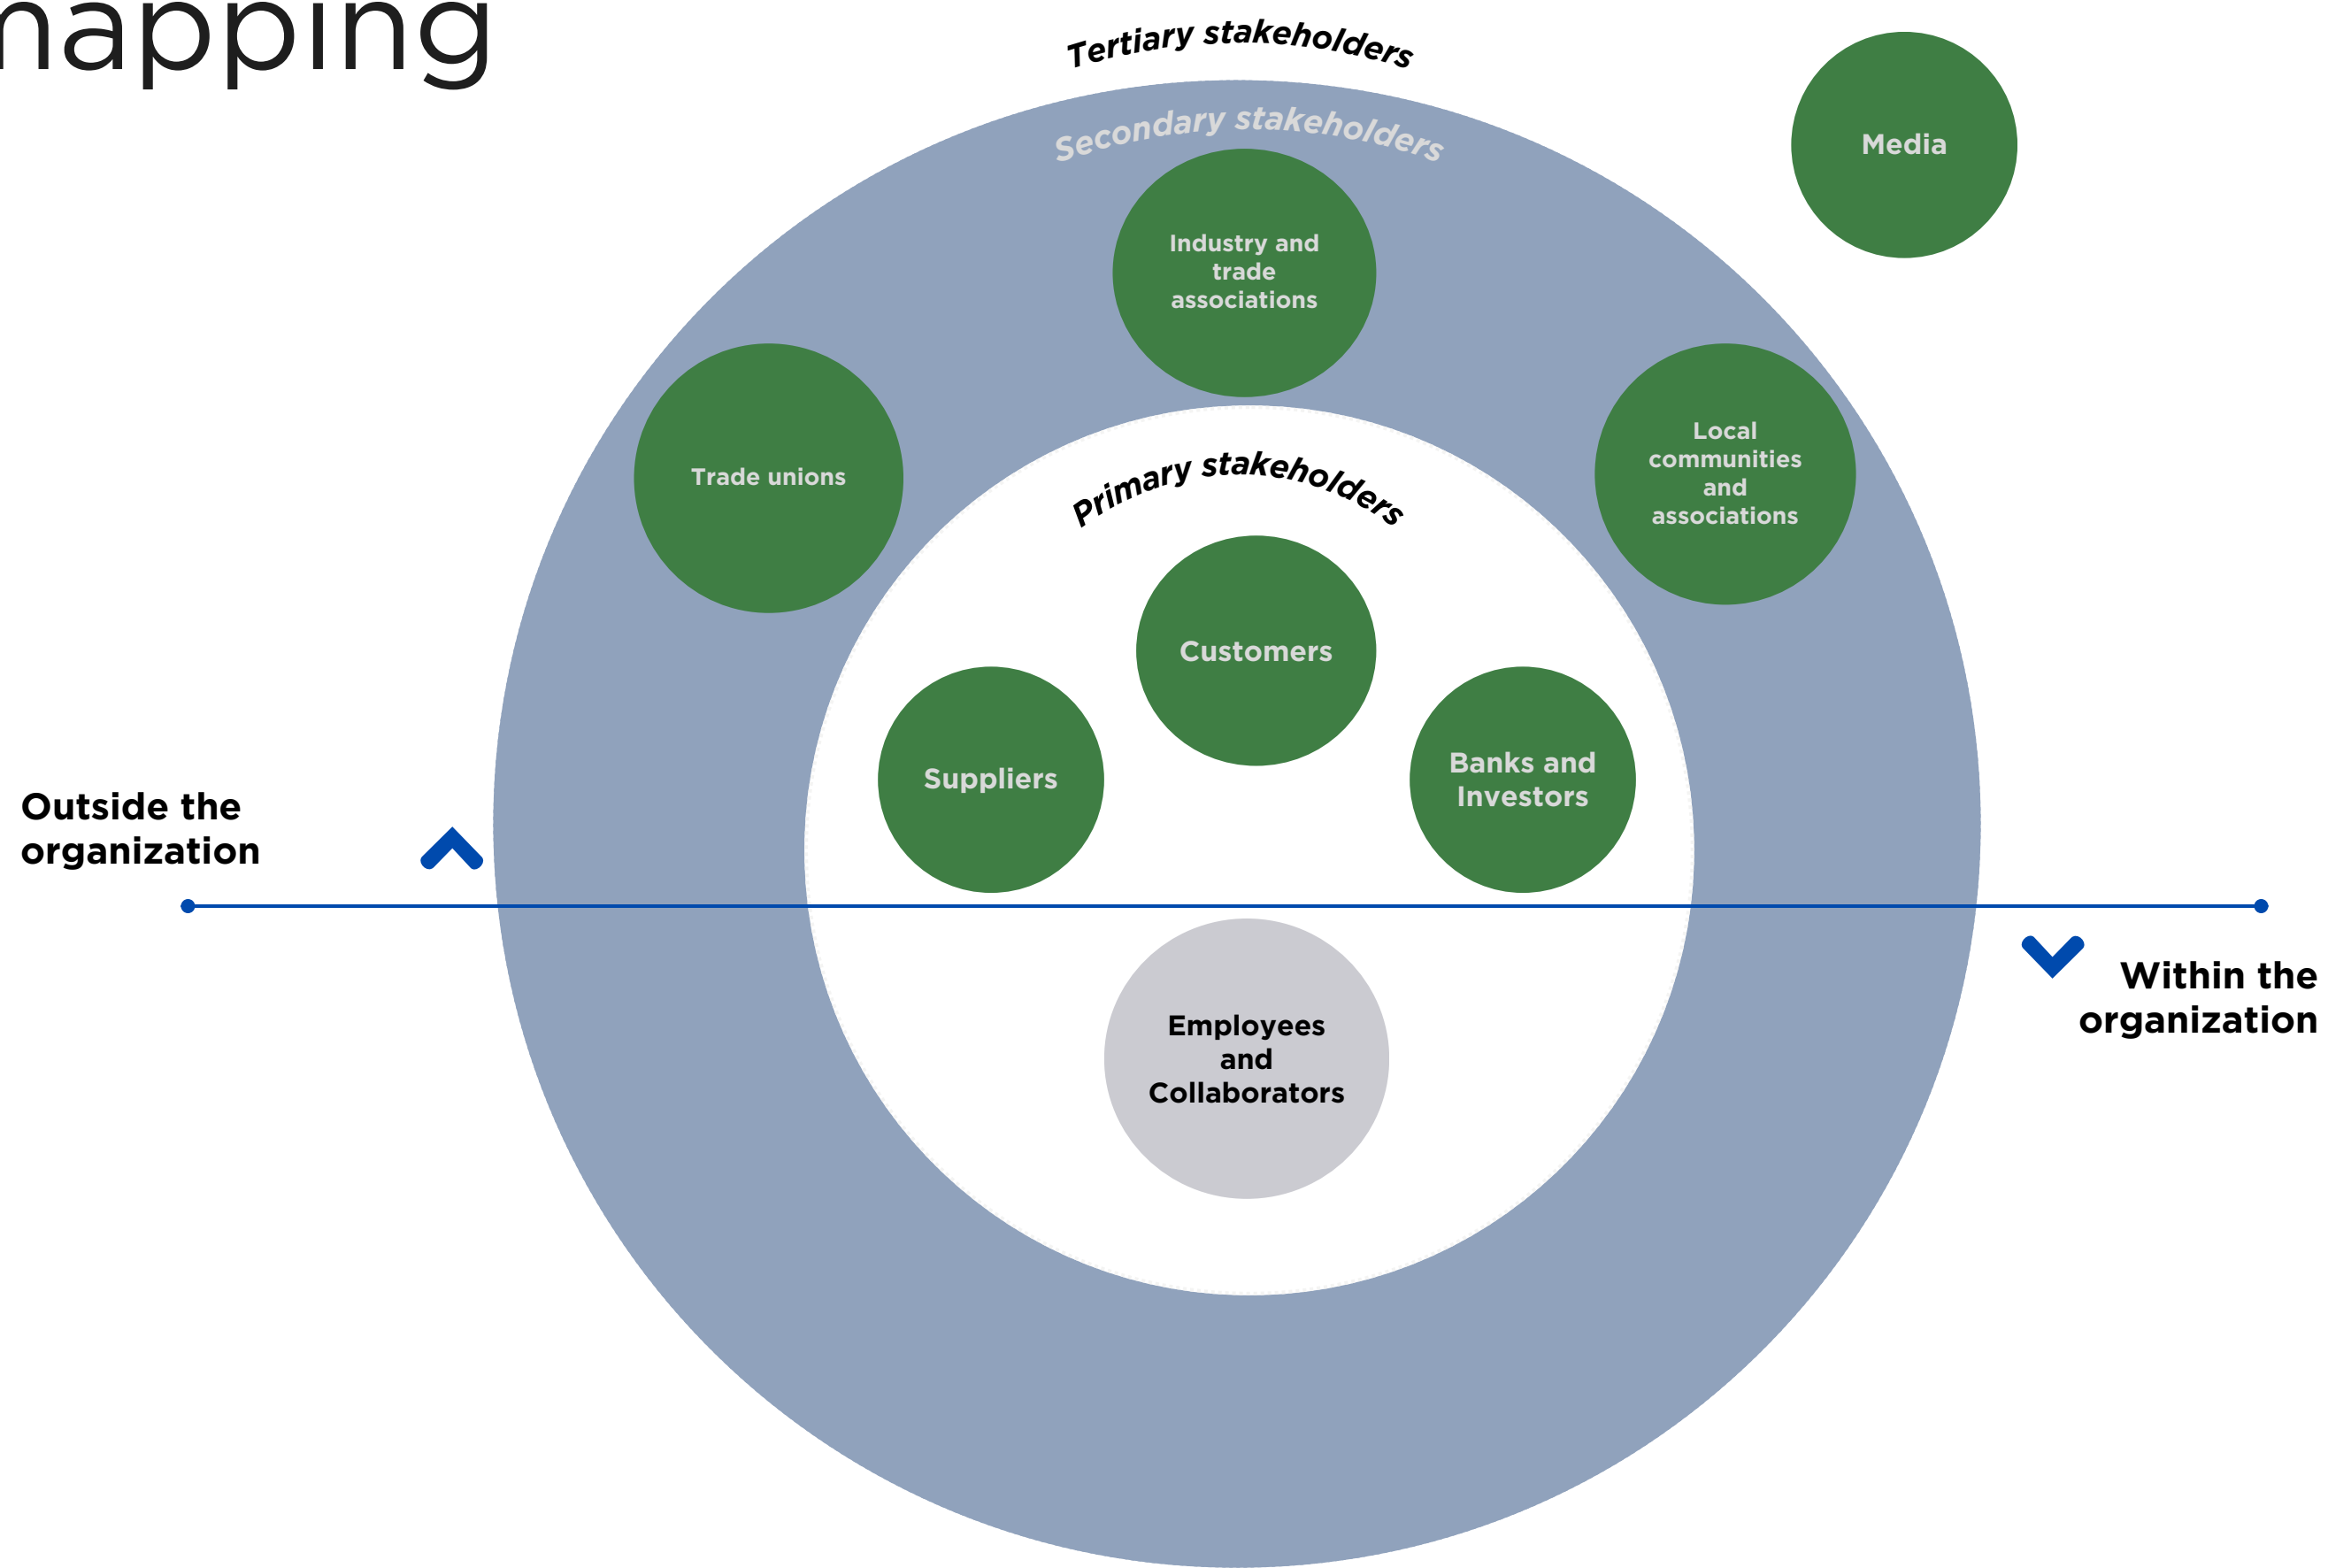 mapping
Tertiary stakeholders
Secondary stakeholders
Media
Industry and
trade
associations
Trade unions
Local
communities
and
associations
Primary stakeholders
Customers
Suppliers
Banks and
Investors
Outside the
organization
Within the
organization
Employees
and
Collaborators